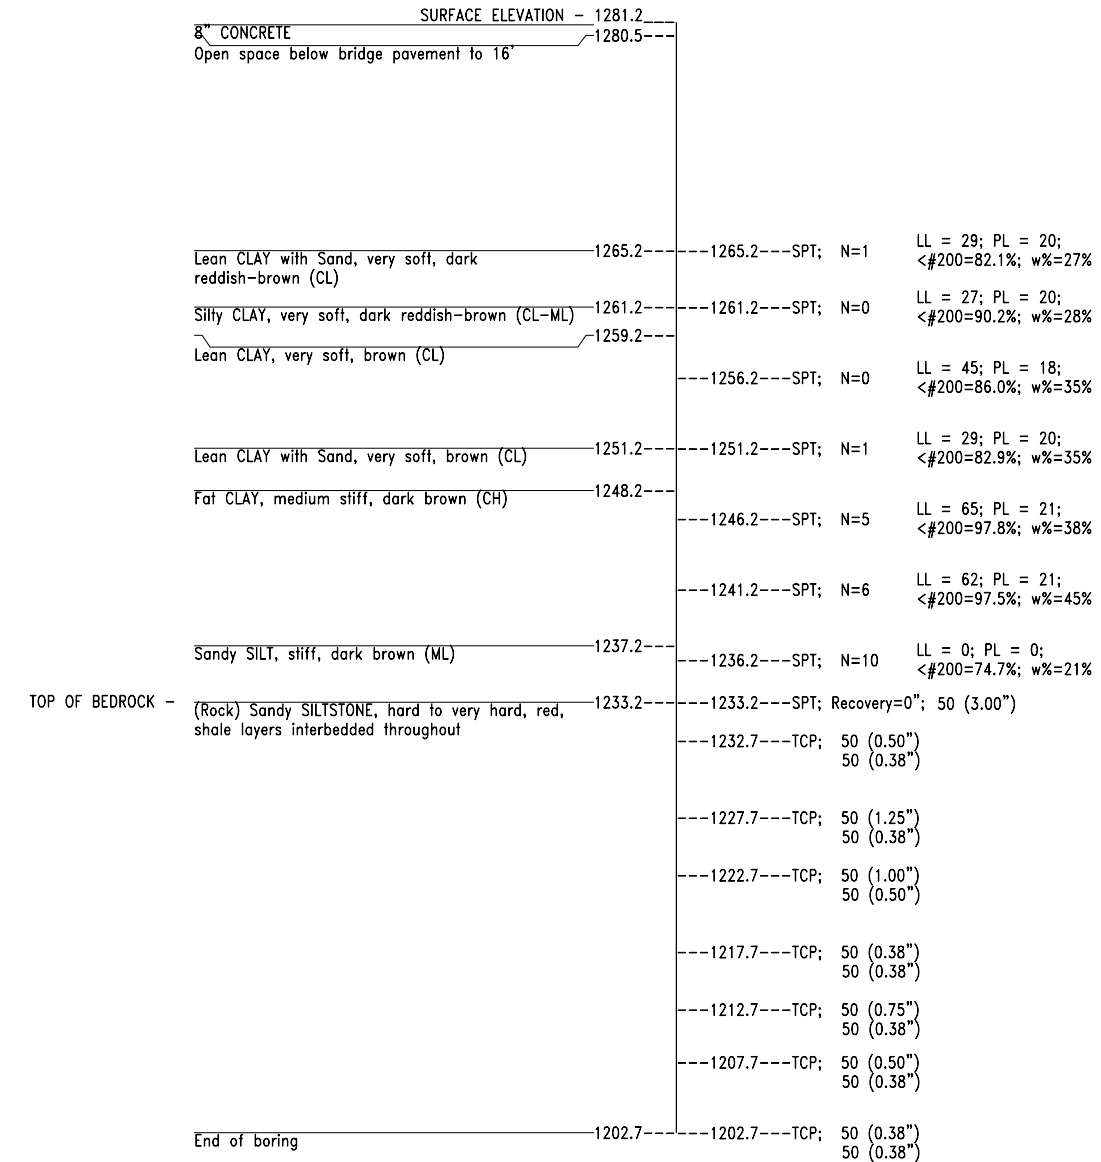 SURFACE ELEVATION - 1281.2
8" CONCRETE
1280.5---
Open space below bridge pavement to 16'
1265.2------1265.2---SPT; N=1
LL = 29; PL = 20;
<#200=82.1%; w%=27%
Lean CLAY with Sand, very soft, dark
reddish-brown (CL)
1261.2------1261.2---SPT; N=0
LL = 27; PL = 20;
<#200=90.2%; w%=28%
Silty CLAY, very soft, dark reddish-brown (CL-ML)
1259.2---
Lean CLAY, very soft, brown (CL)
---1256.2---SPT; N=0
LL = 45; PL = 18;
<#200=86.0%; w%=35%
1251.2------1251.2---SPT; N=1
LL = 29; PL = 20;
<#200=82.9%; w%=35%
Lean CLAY with Sand, very soft, brown (CL)
1248.2---
Fat CLAY, medium stiff, dark brown (CH)
---1246.2---SPT; N=5
LL = 65; PL = 21;
<#200=97.8%; w%=38%
---1241.2---SPT; N=6
LL = 62; PL = 21;
<#200=97.5%; w%=45%
1237.2---
Sandy SILT, stiff, dark brown (ML)
---1236.2---SPT; N=10
LL = 0; PL = 0;
<#200=74.7%; w%=21%
TOP OF BEDROCK -
1233.2------1233.2---SPT; Recovery=0"; 50 (3.00")
(Rock) Sandy SILTSTONE, hard to very hard, red,
shale layers interbedded throughout
---1232.7---TCP; 50 (0.50")
50 (0.38")
---1227.7---TCP; 50 (1.25")
50 (0.38")
---1222.7---TCP; 50 (1.00")
50 (0.50")
---1217.7---TCP; 50 (0.38")
50 (0.38")
---1212.7---TCP; 50 (0.75")
50 (0.38")
---1207.7---TCP; 50 (0.50")
50 (0.38")
1202.7------1202.7---TCP; 50 (0.38")
50 (0.38")
End of boring